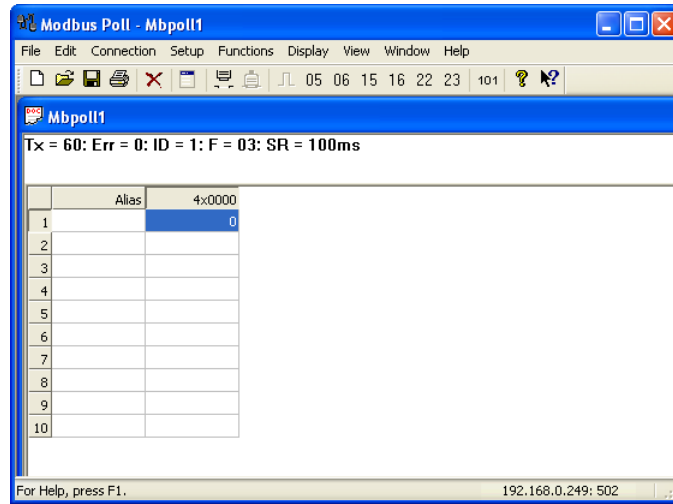 Modbus Poll - Mbpoll1
File Edit Connection Setup Functions Display View Window Help
05 06 15 16 22 23 101
Mbpoll1
Tx = 60: Err = 0: ID = 1: F = 03: SR = 100ms
Alias 4x0000
1 0
2
3
4
5
6
7
8
9
10
For Help, press F1. 192.168.0.249: 502